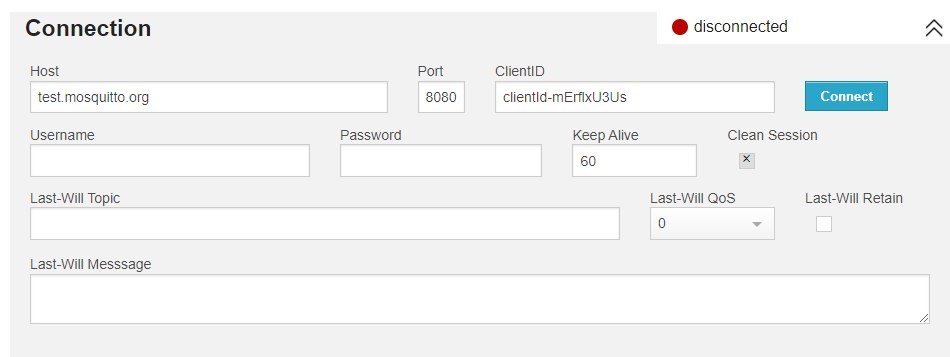 Connection
disconnected
Host
Port
ClientID
test.mosquitto.org
8080
clientId-mErflxU3Us
Connect
Username
Password
Keep Alive
Clean Session
60
Last-Will Topic
Last-Will QoS
Last-Will Retain
0
Last-Will Messsage